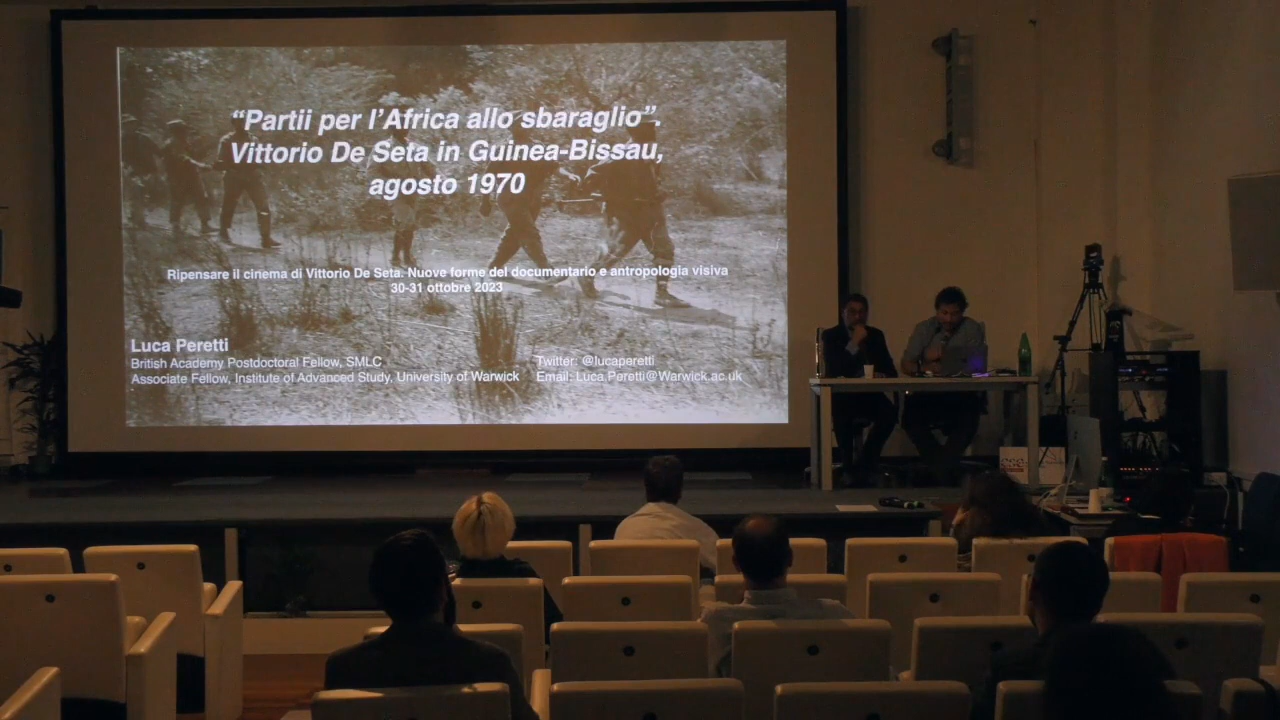 “Partii per l’Africa allo sbaraglio”.
Vittorio De Seta in Guinea-Bissau,
agosto 1970
Ripensare il cinema di Vittorio De Seta. Nuove forme del documentario e antropologia visiva
30-31 ottobre 2023
Luca Peretti
British Academy Postdoctoral Fellow, SMLC
Associate Fellow, Institute of Advanced Study, University of Warwick
Twitter: @lucaperetti
Email: Luca.Peretti@Warwick.ac.uk